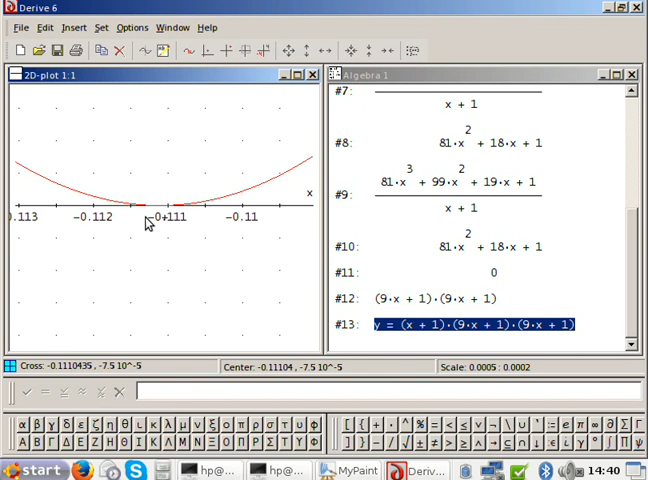 Derive 6
File Edit Insert Set Options Window Help
2D-plot 1:1
x
0.113 −0.112 −0.111 −0.11
Algebra 1
#7:
x + 1
2
#8: 81·x + 18·x + 1
3 2
81·x + 99·x + 19·x + 1
#9:
x + 1
2
#10: 81·x + 18·x + 1
#11: 0
#12: (9·x + 1)·(9·x + 1)
#13: y = (x + 1)·(9·x + 1)·(9·x + 1)
Cross: -0.1110435, -7.5 10^-5 Center: -0.11104, -7.5 10^-5 Scale: 0.0005 : 0.0002
α β γ δ ε ζ η θ ι κ λ μ ν ξ ο π ρ σ τ υ φ
Α Β Γ Δ Ε Ζ Η Θ Ι Κ Λ Μ Ν Ξ Ο Π Ρ Σ Τ Υ Φ
start hp@... hp@... MyPaint Deriv... 14:40